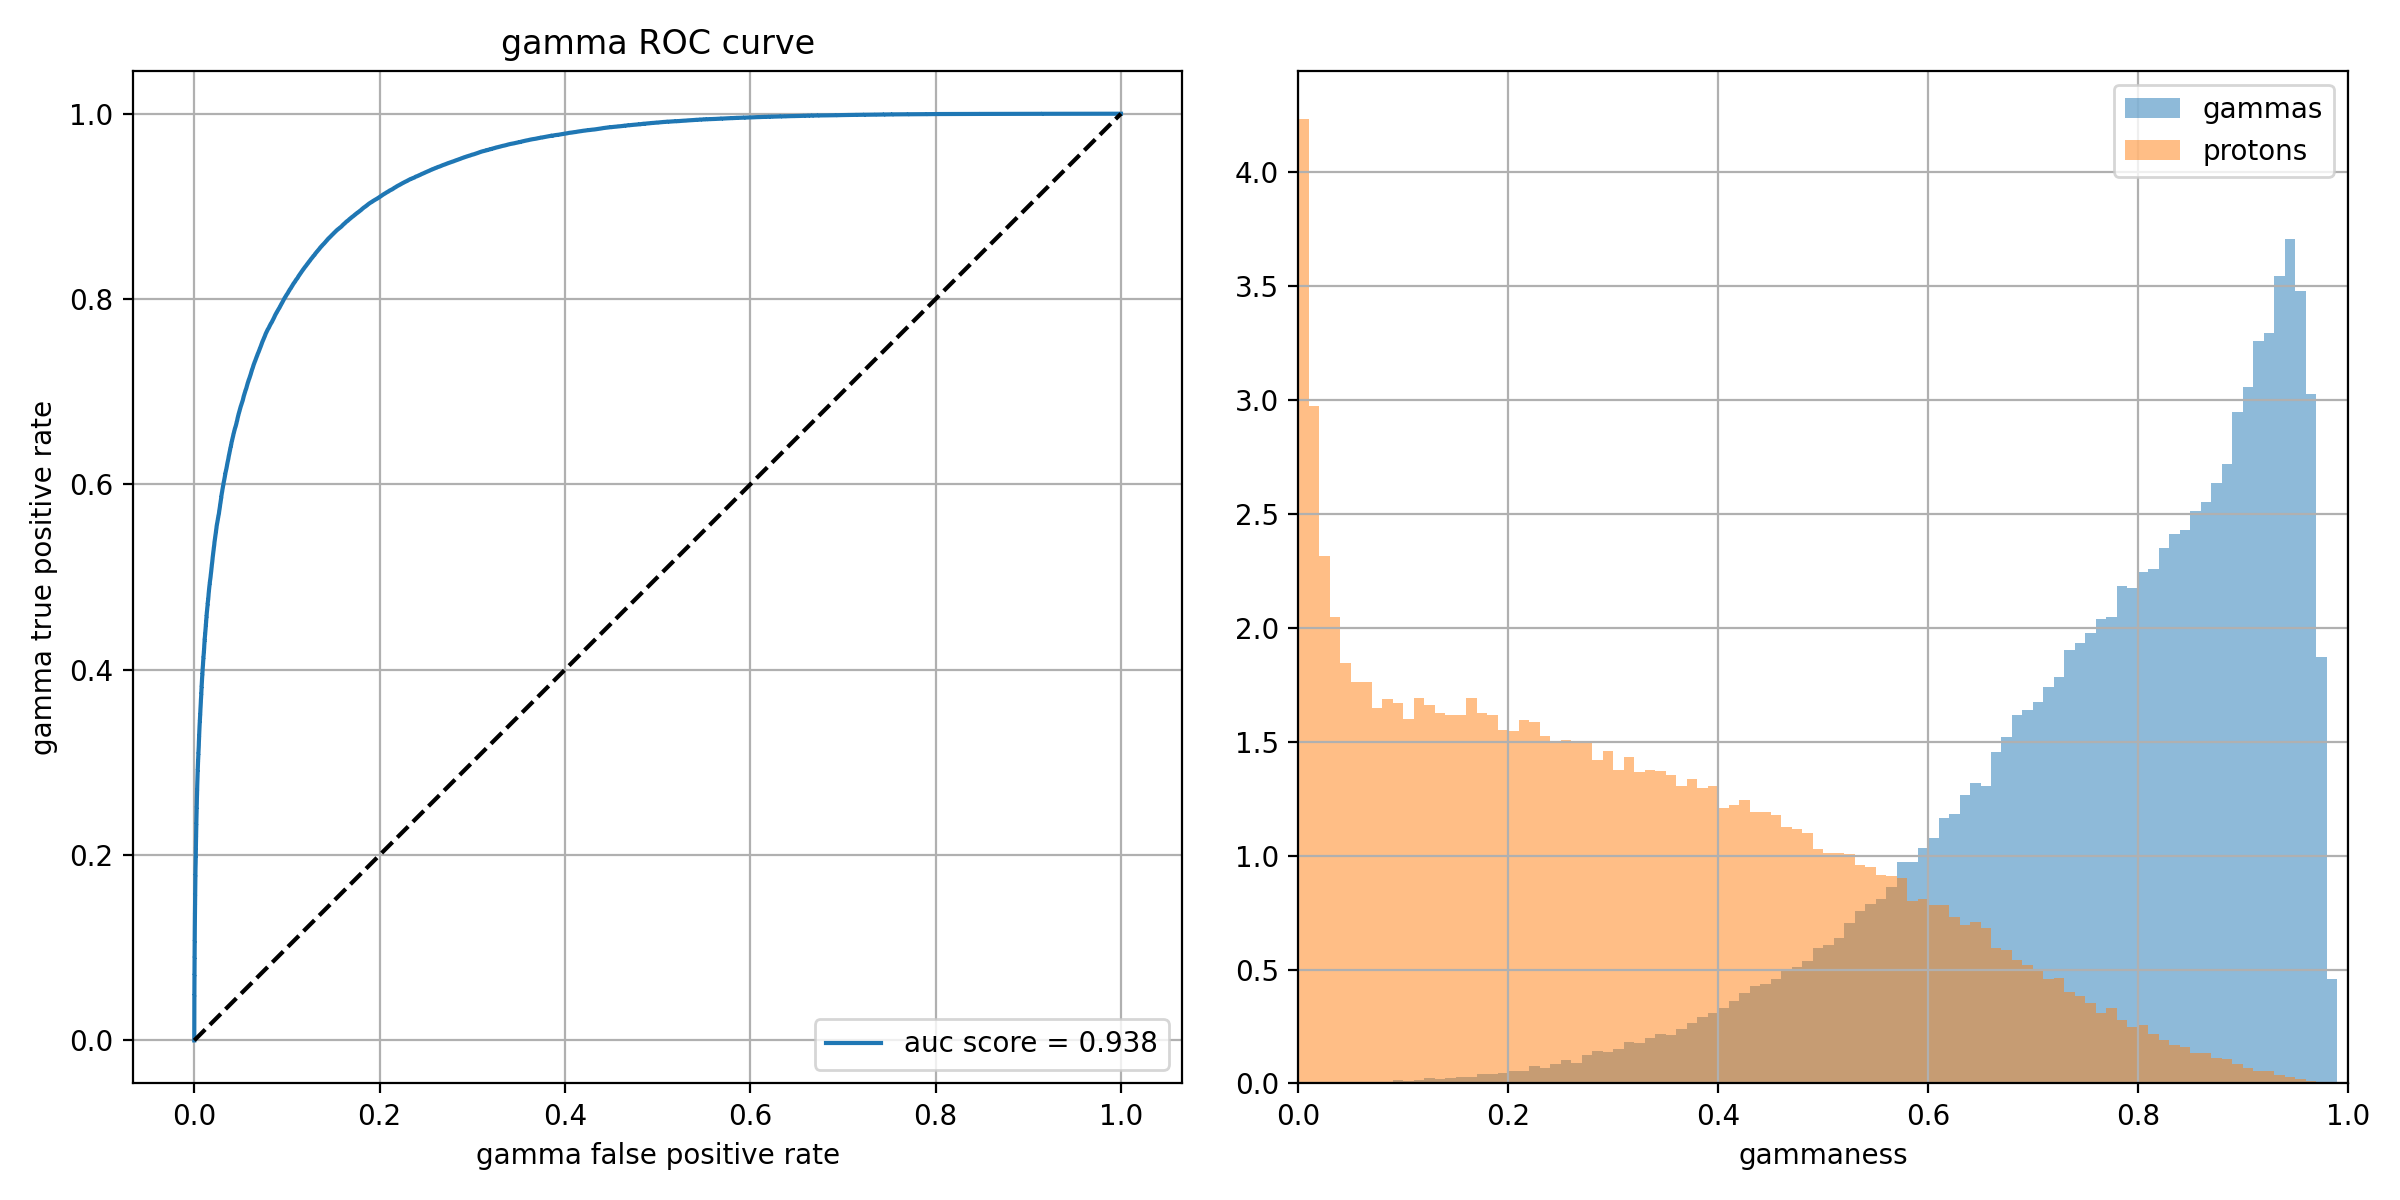 gamma ROC curve
gamma true positive rate
1.0
0.8
0.6
0.4
0.2
0.0
auc score = 0.938
0.0 0.2 0.4 0.6 0.8 1.0
gamma false positive rate
gammas
protons
4.0
3.5
3.0
2.5
2.0
1.5
1.0
0.5
0.0
0.0 0.2 0.4 0.6 0.8 1.0
gammaness